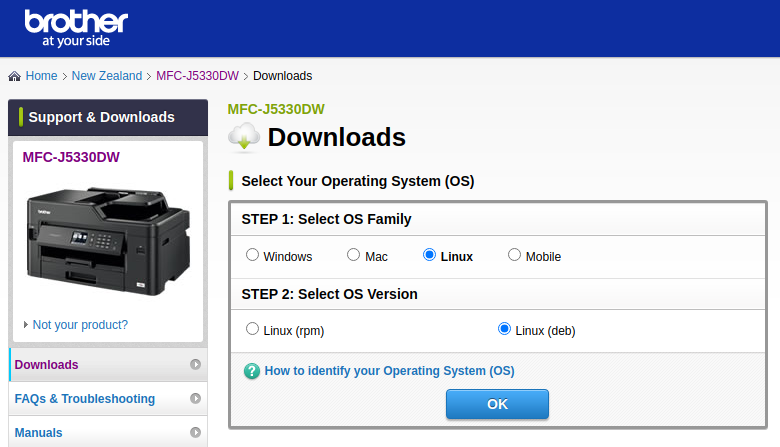 brother
at your side
Home > New Zealand > MFC-J5330DW > Downloads
Support & Downloads
MFC-J5330DW
brother
Not your product?
Downloads
FAQs & Troubleshooting
Manuals
MFC-J5330DW
Downloads
Select Your Operating System (OS)
STEP 1: Select OS Family
Windows Mac Linux Mobile
STEP 2: Select OS Version
Linux (rpm) Linux (deb)
? How to identify your Operating System (OS)
OK